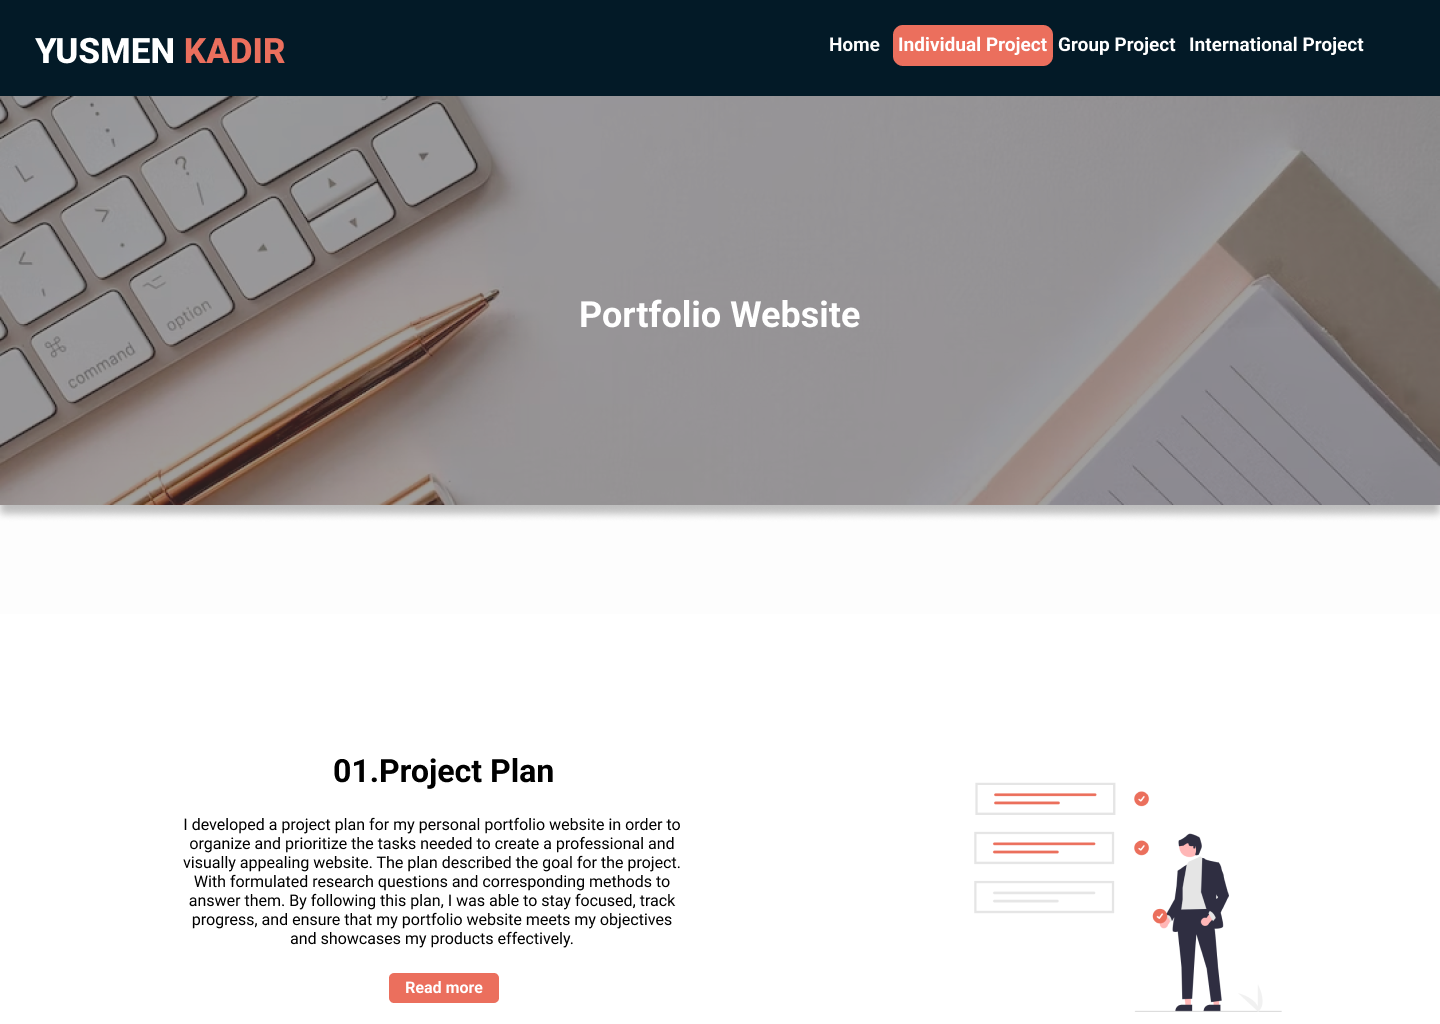 YUSMEN KADIR
Home Individual Project Group Project International Project
L
;
?
/
>
.
<
,
option
command
Portfolio Website
01.Project Plan
I developed a project plan for my personal portfolio website in order to
organize and prioritize the tasks needed to create a professional and
visually appealing website. The plan described the goal for the project.
With formulated research questions and corresponding methods to
answer them. By following this plan, I was able to stay focused, track
progress, and ensure that my portfolio website meets my objectives
and showcases my products effectively.
Read more